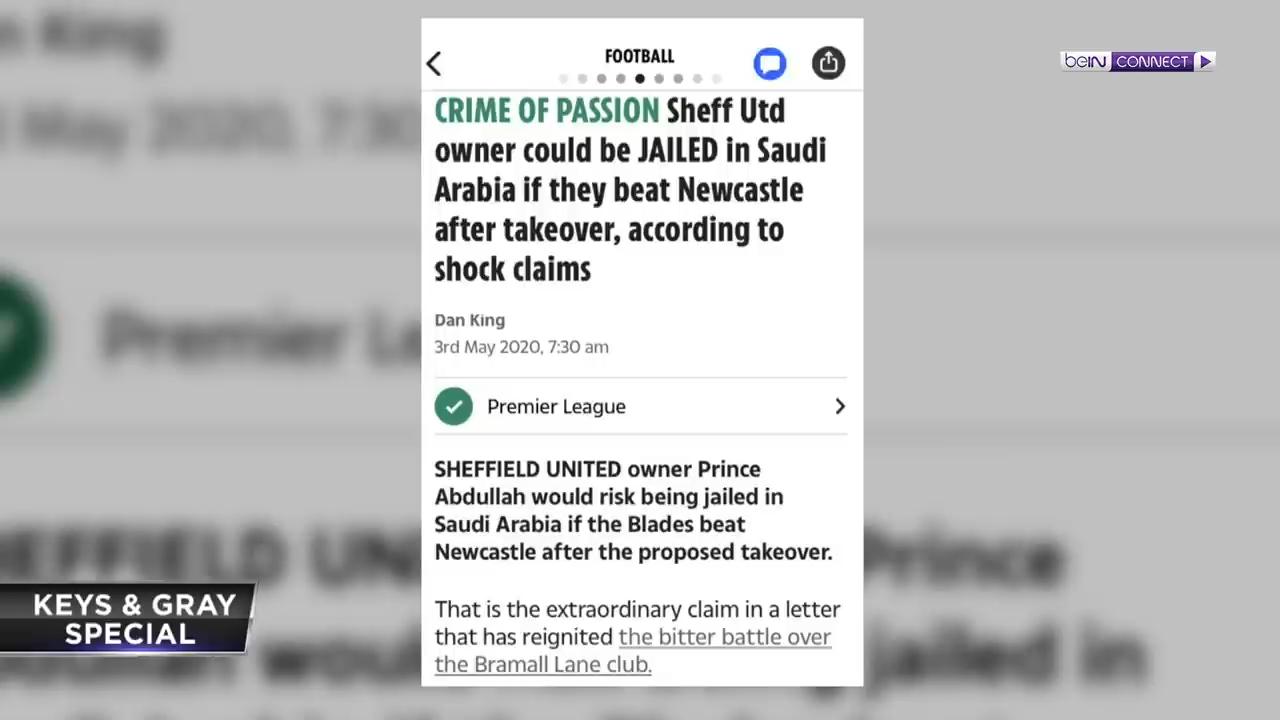 FOOTBALL
beIN CONNECT
CRIME OF PASSION Sheff Utd
owner could be JAILED in Saudi
Arabia if they beat Newcastle
after takeover, according to
shock claims
Dan King
3rd May 2020, 7:30 am
Premier League
SHEFFIELD UNITED owner Prince
Abdullah would risk being jailed in
Saudi Arabia if the Blades beat
Newcastle after the proposed takeover.
That is the extraordinary claim in a letter
that has reignited the bitter battle over
the Bramall Lane club.
KEYS & GRAY
SPECIAL